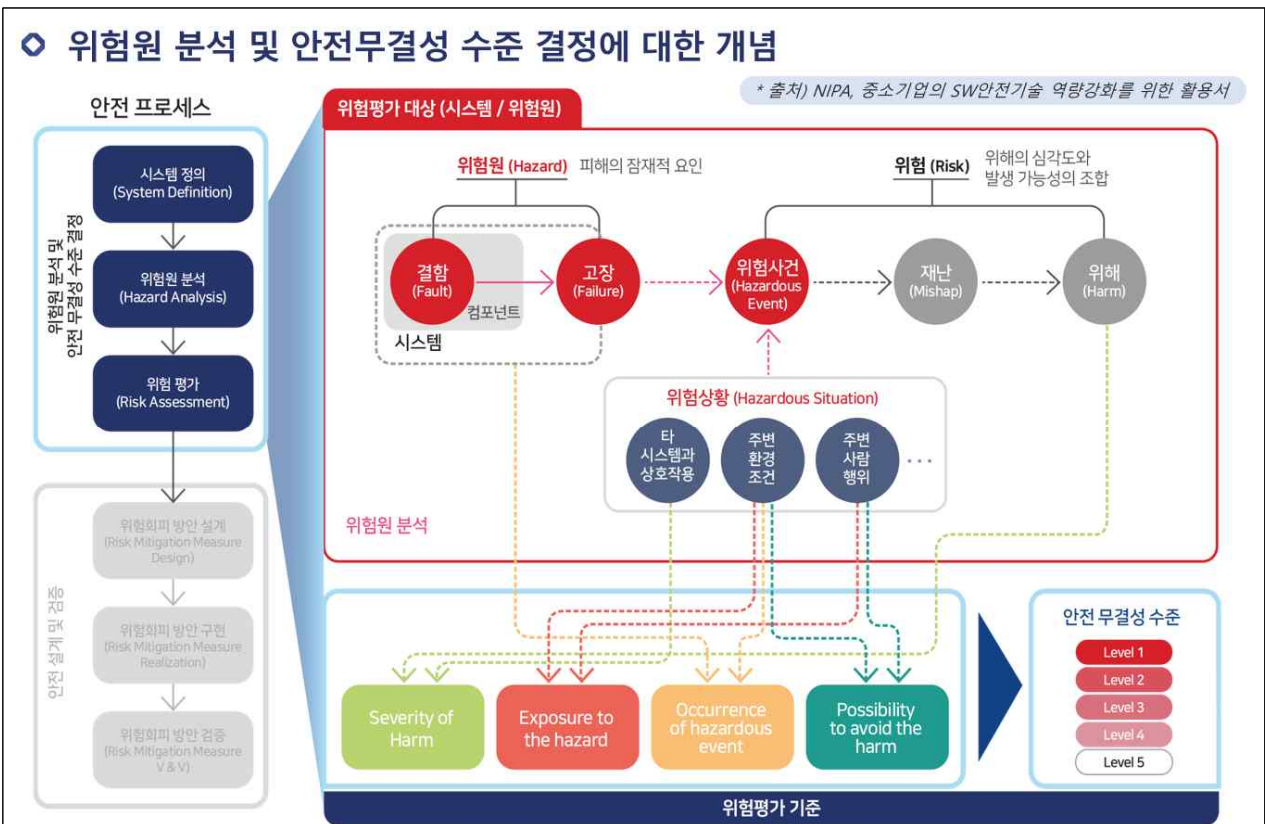 위험원 분석 및 안전무결성 수준 결정에 대한 개념
* 출처) NIPA, 중소기업의 SW안전기술 역량강화를 위한 활용서
안전 프로세스
위험원 분석 및
안전 무결성 수준 결정
시스템 정의
(System Definition)
위험원 분석
(Hazard Analysis)
위험 평가
(Risk Assessment)
안전 설계 및 검증
위험회피 방안 설계
(Risk Mitigation Measure
Design)
위험회피 방안 구현
(Risk Mitigation Measure
Realization)
위험회피 방안 검증
(Risk Mitigation Measure
V & V)
위험평가 대상 (시스템 / 위험원)
위험원 (Hazard) 피해의 잠재적 요인
위험 (Risk)
위해의 심각도와
발생 가능성의 조합
결함
(Fault)
컴포넌트
시스템
고장
(Failure)
위험사건
(Hazardous
Event)
재난
(Mishap)
위해
(Harm)
위험상황 (Hazardous Situation)
타
시스템과
상호작용
주변
환경
조건
주변
사람
행위
...
위험원 분석
Severity of
Harm
Exposure to
the hazard
Occurrence
of hazardous
event
Possibility
to avoid the
harm
안전 무결성 수준
Level 1
Level 2
Level 3
Level 4
Level 5
위험평가 기준